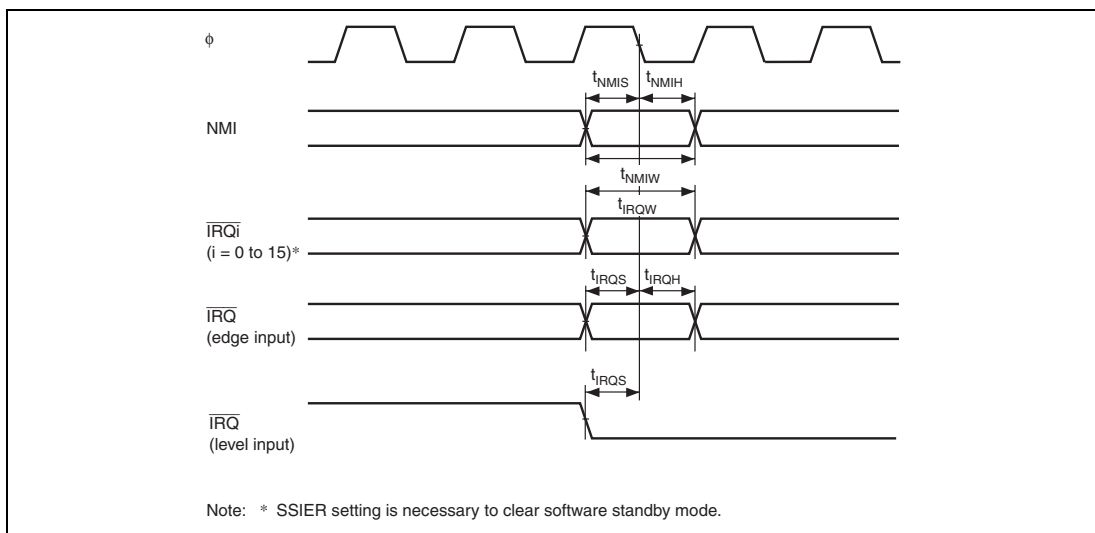 ϕ
tNMIS tNMIH
NMI
tNMIW
tIRQW
IRQi
(i = 0 to 15)*
tIRQS tIRQH
IRQ
(edge input)
tIRQS
IRQ
(level input)
Note: * SSIER setting is necessary to clear software standby mode.